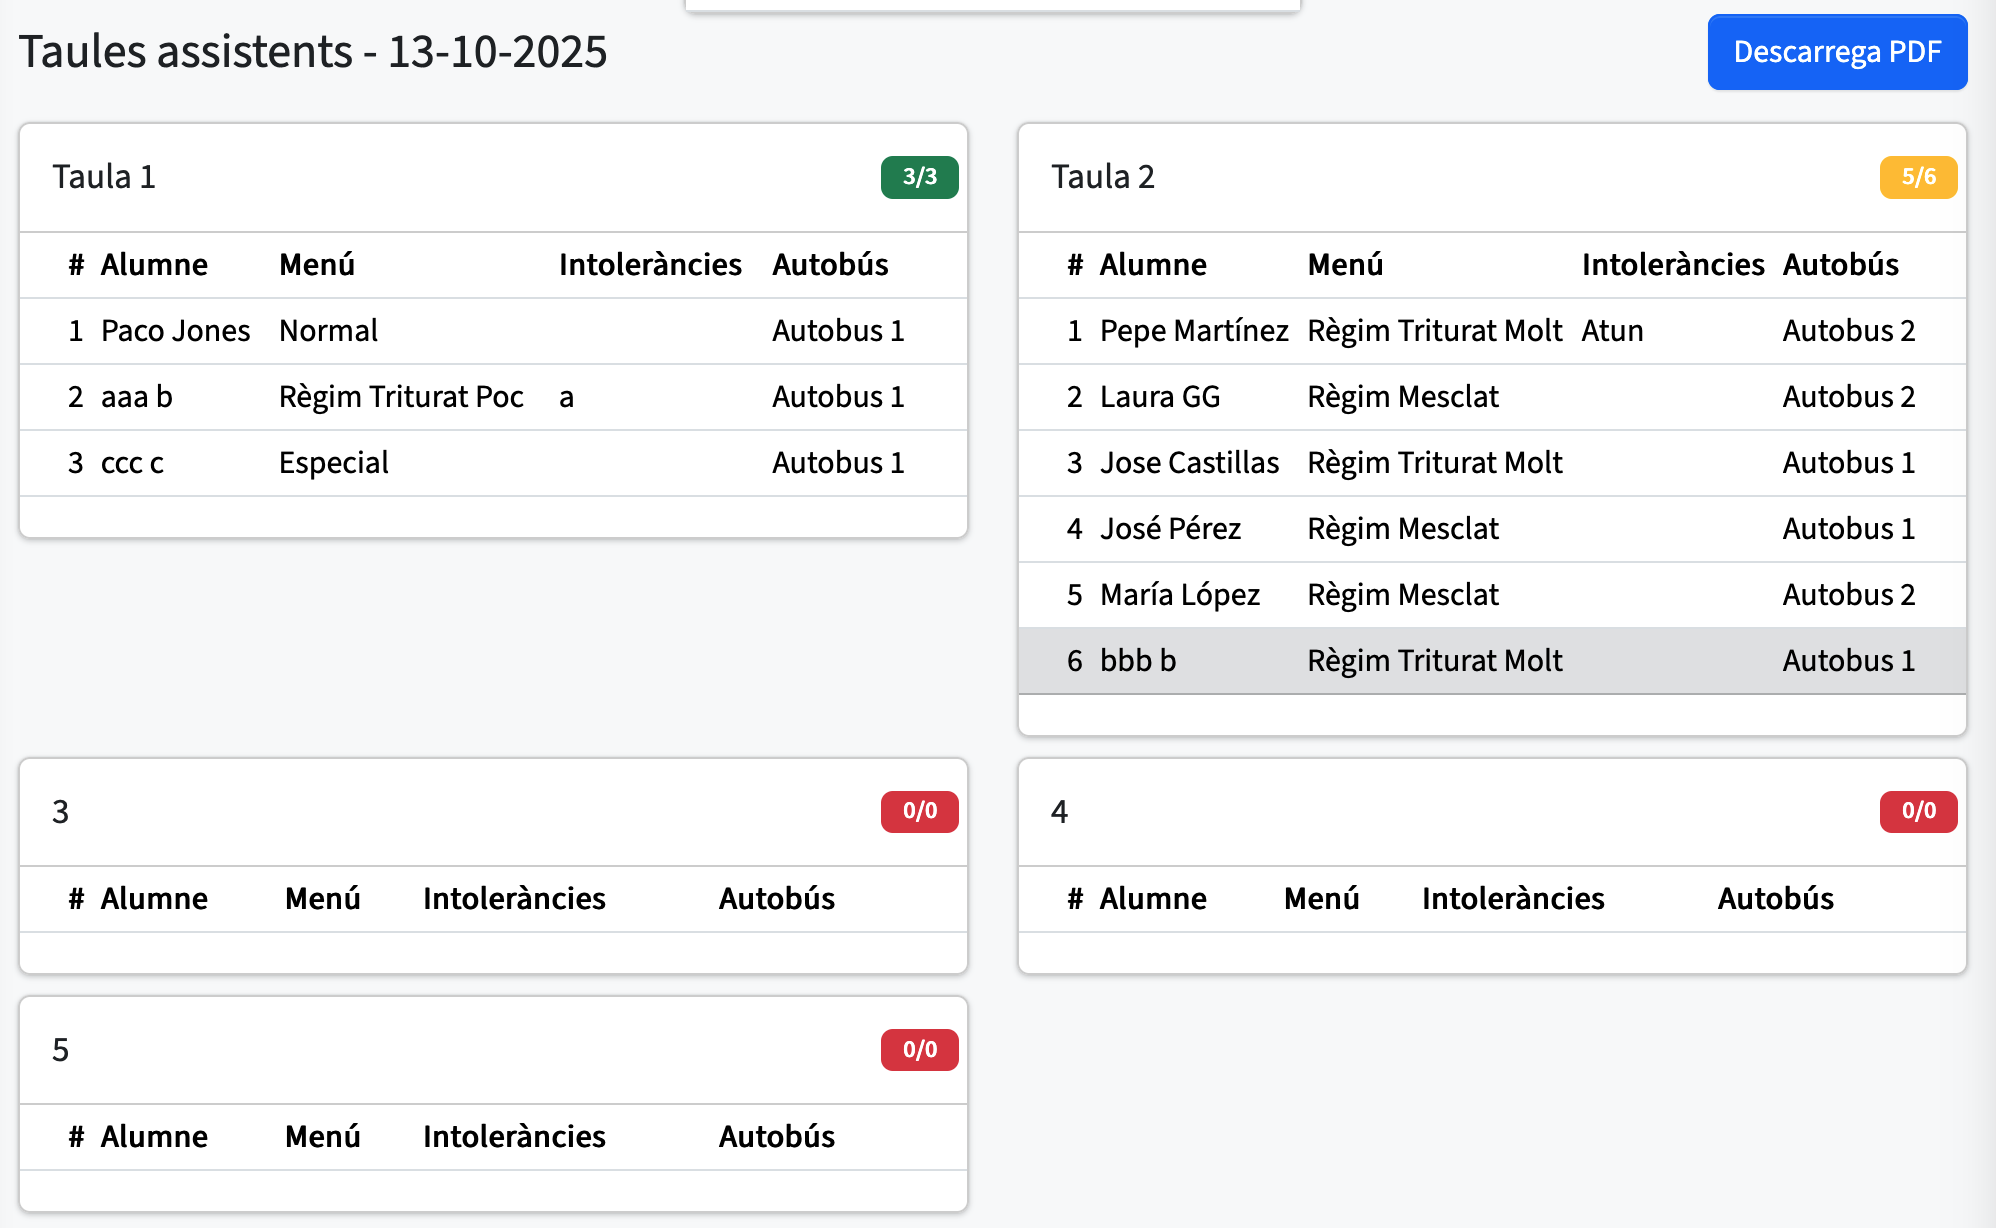 Taules assistents - 13-10-2025
Descarrega PDF
Taula 1
3/3
# Alumne Menú Intoleràncies Autobús
1 Paco Jones Normal Autobus 1
2 aaa b Règim Triturat Poc a Autobus 1
3 ccc c Especial Autobus 1
Taula 2
5/6
# Alumne Menú Intoleràncies Autobús
1 Pepe Martínez Règim Triturat Molt Atun Autobus 2
2 Laura GG Règim Mesclat Autobus 2
3 Jose Castillas Règim Triturat Molt Autobus 1
4 José Pérez Règim Mesclat Autobus 1
5 María López Règim Mesclat Autobus 2
6 bbb b Règim Triturat Molt Autobus 1
3
0/0
# Alumne Menú Intoleràncies Autobús
4
0/0
# Alumne Menú Intoleràncies Autobús
5
0/0
# Alumne Menú Intoleràncies Autobús